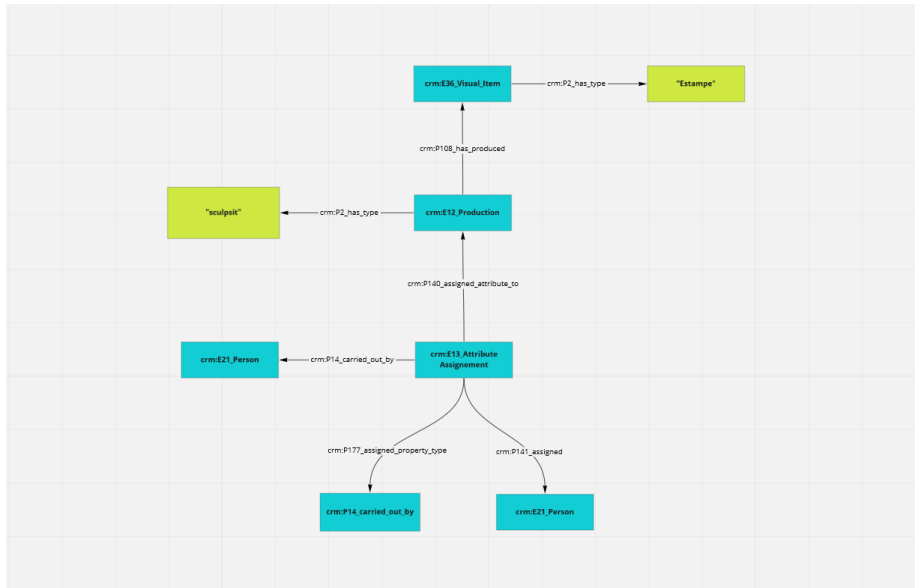 crm:E36_Visual_Item
crm:P2_has_type
"Estampe"
crm:P108_has_produced
"sculpsit"
crm:P2_has_type
crm:E12_Production
crm:P140_assigned_attribute_to
crm:E21_Person
crm:P14_carried_out_by
crm:E13_Attribute
Assignement
crm:P177_assigned_property_type
crm:P141_assigned
crm:P14_carried_out_by
crm:E21_Person